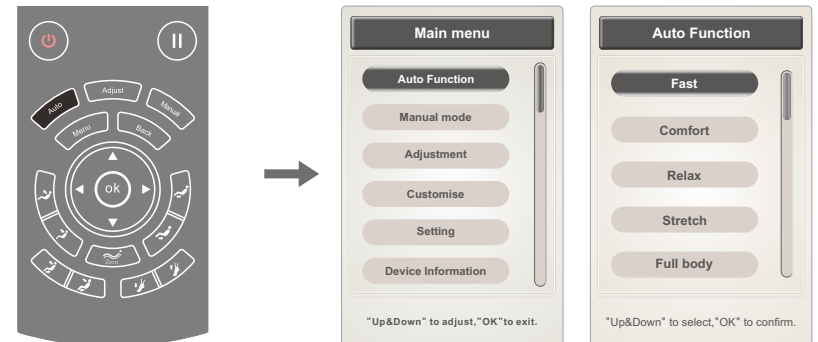 Adjust
Auto
Manual
Menu
Back
ok
Zero
Main menu
Auto Function
Manual mode
Adjustment
Customise
Setting
Device Information
"Up&Down" to adjust,"OK"to exit.
Auto Function
Fast
Comfort
Relax
Stretch
Full body
"Up&Down" to select,"OK" to confirm.